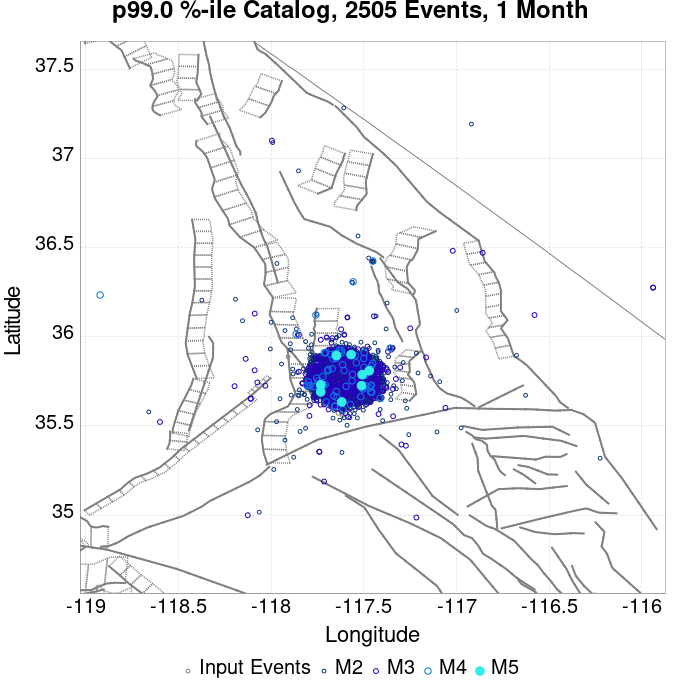 p99.0 %-ile Catalog, 2505 Events, 1 Month
37.5
37
36.5
36
35.5
35
Latitude
-119
-118.5
-118
-117.5
-117
-116.5
-116
Longitude
Input Events
M2
M3
M4
M5